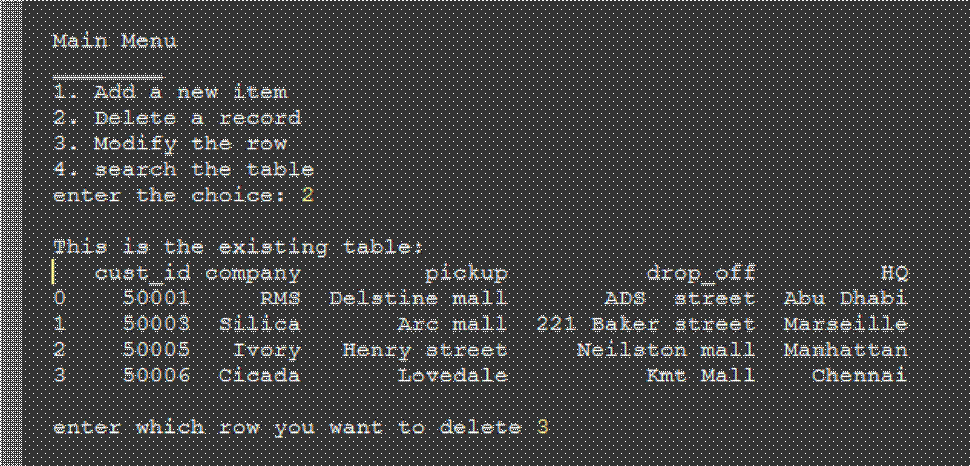 Main Menu
1. Add a new item
2. Delete a record
3. Modify the row
4. search the table
enter the choice: 2
This is the existing table:
cust_id company pickup drop_off HQ
0 50001 RMS Delstine mall ADS street Abu Dhabi
1 50003 Silica Arc mall 221 Baker street Marseille
2 50005 Ivory Henry street Neilston mall Manhattan
3 50006 Cicada Lovedale Kmt Mall Chennai
enter which row you want to delete 3